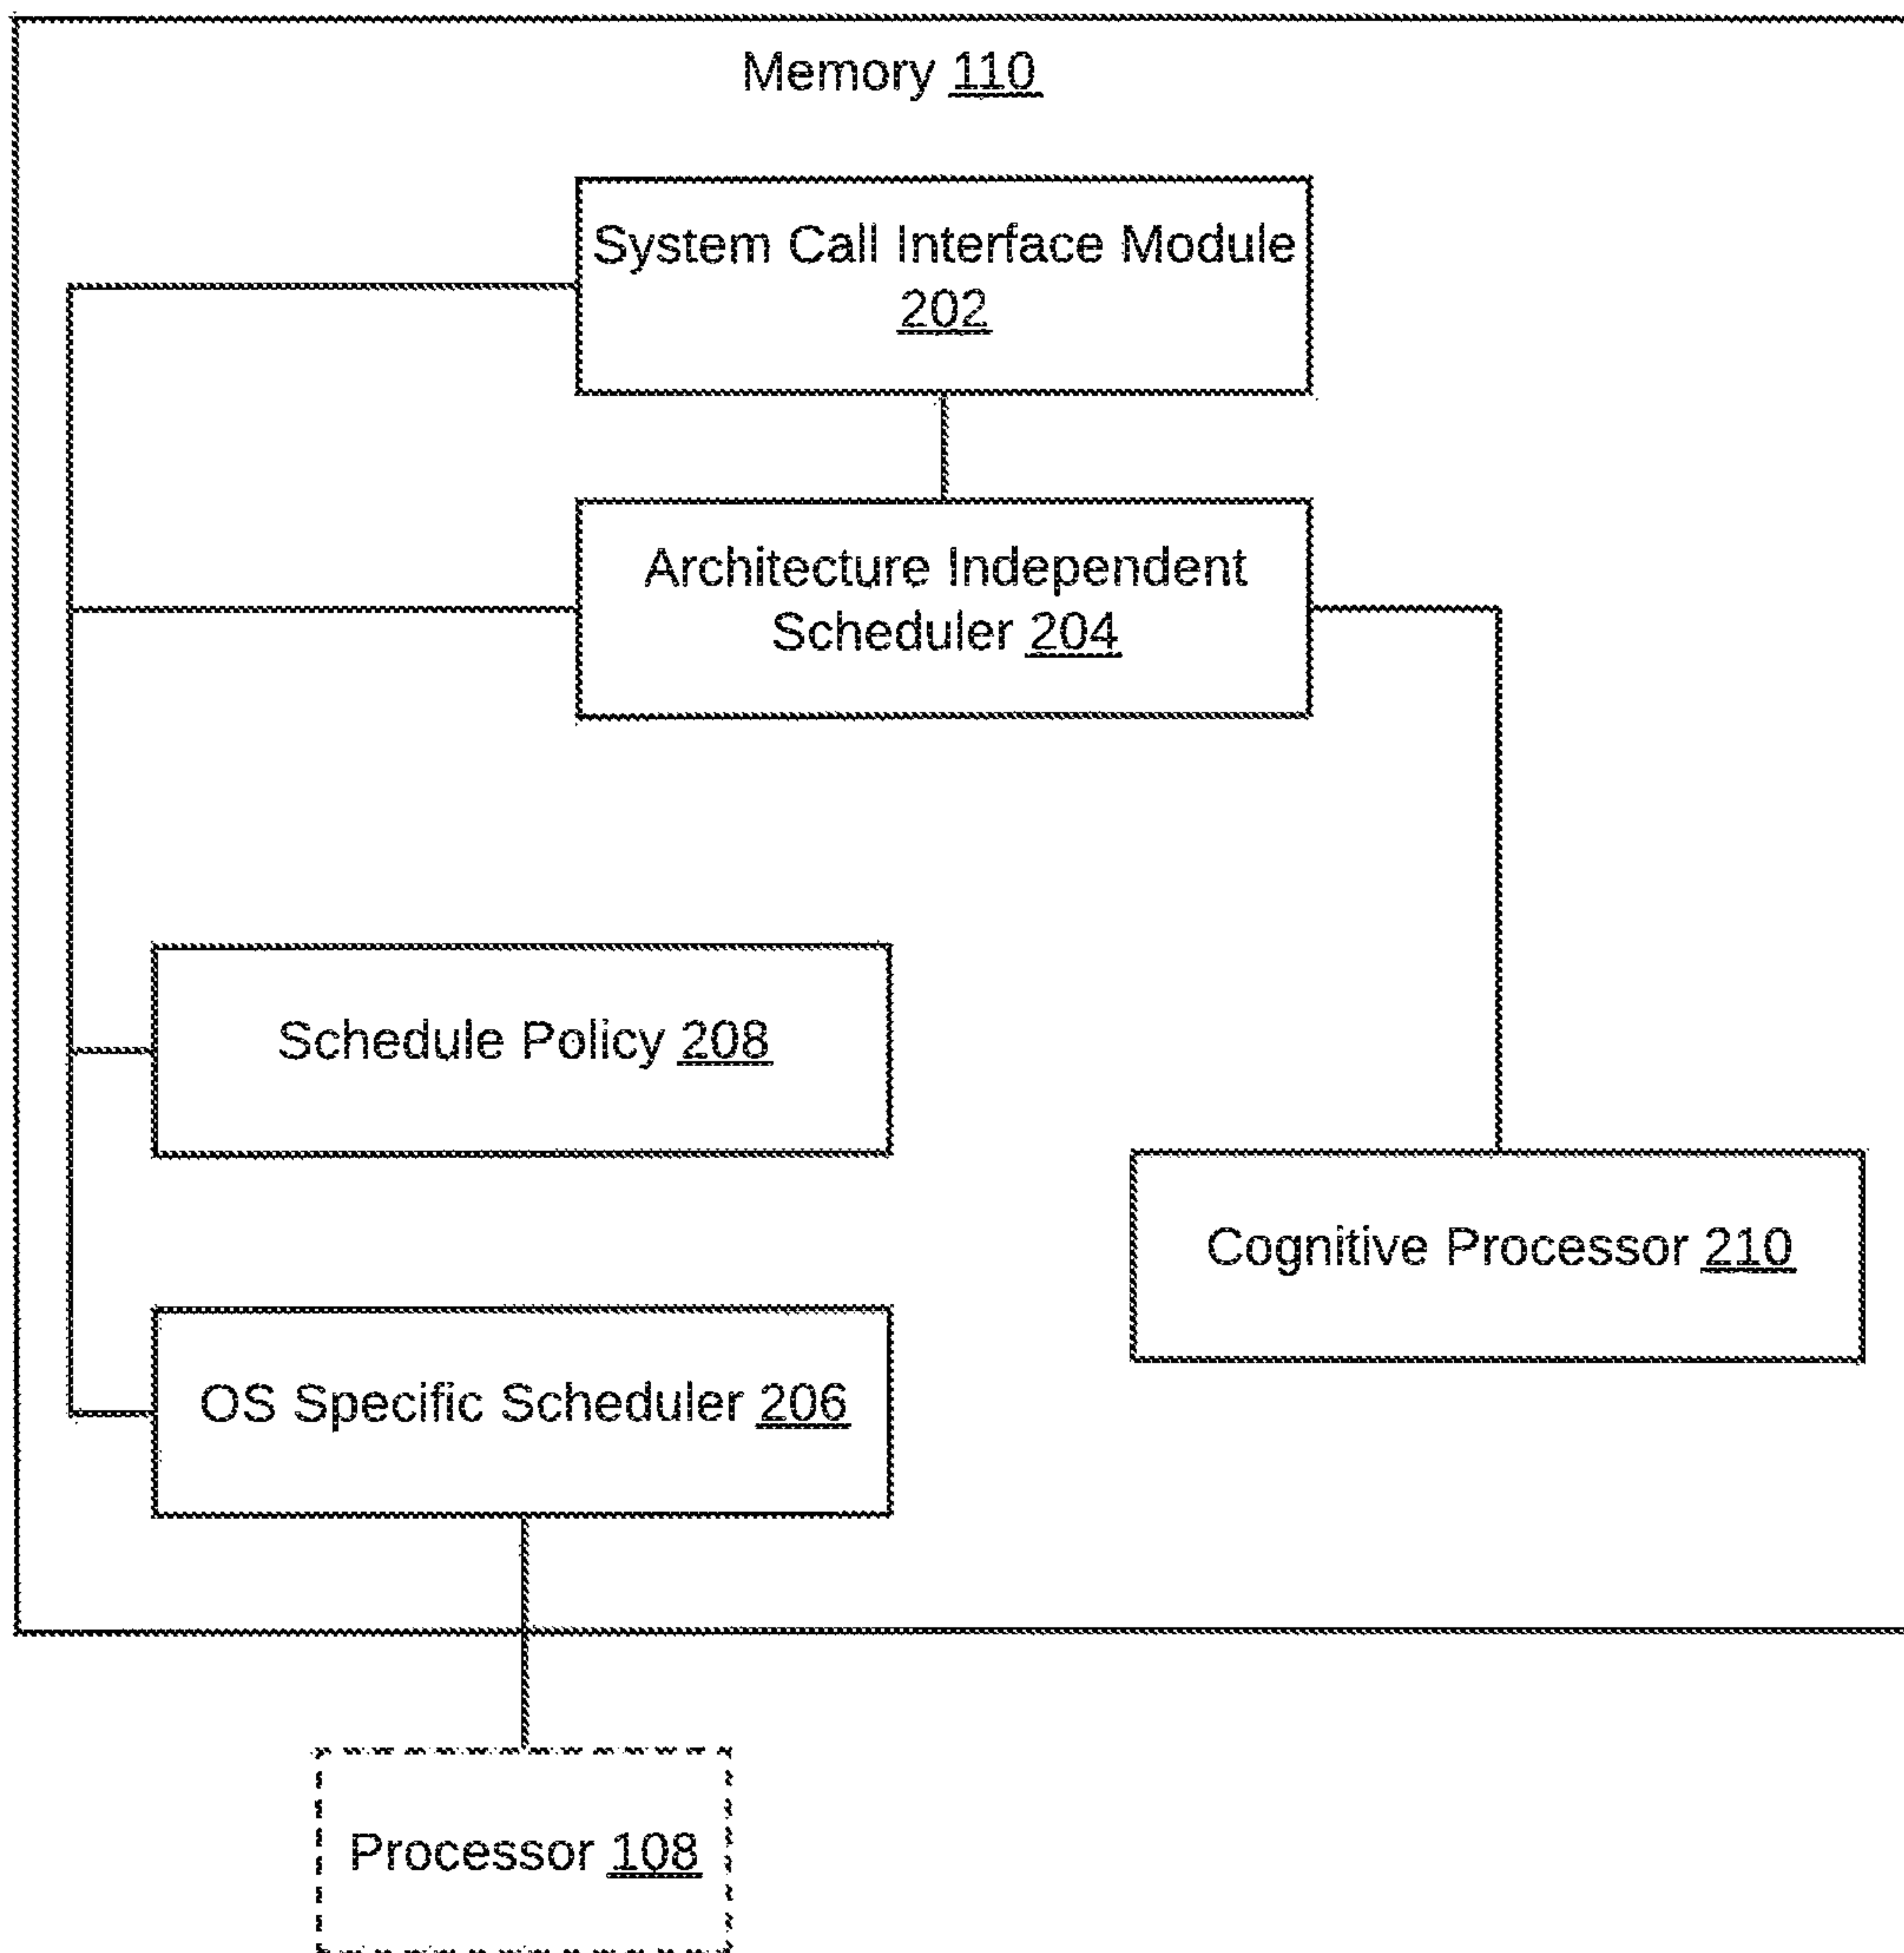 Memory 110
System Call Interface Module
202
Architecture Independent
Scheduler 204
Schedule Policy 208
Cognitive Processor 210
OS Specific Scheduler 206
Processor 108